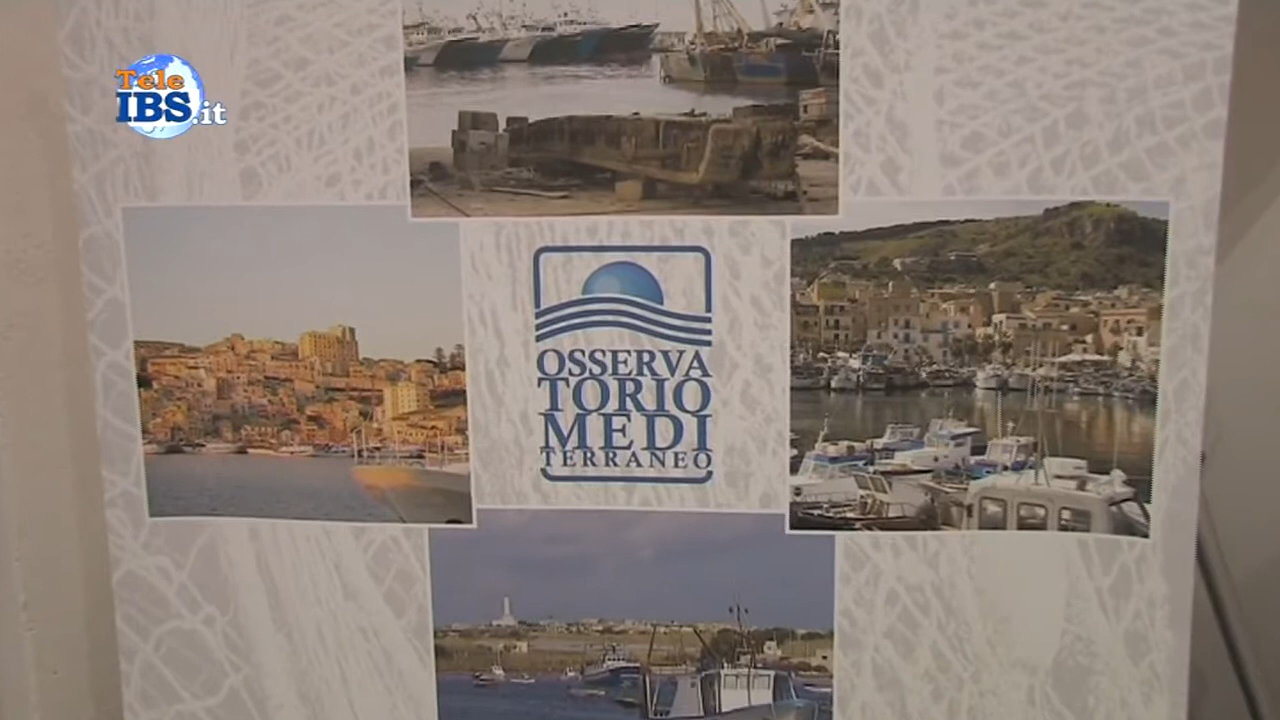 Tele
IBS.it
OSSERVA
TORIO
MEDI
TERRANEO